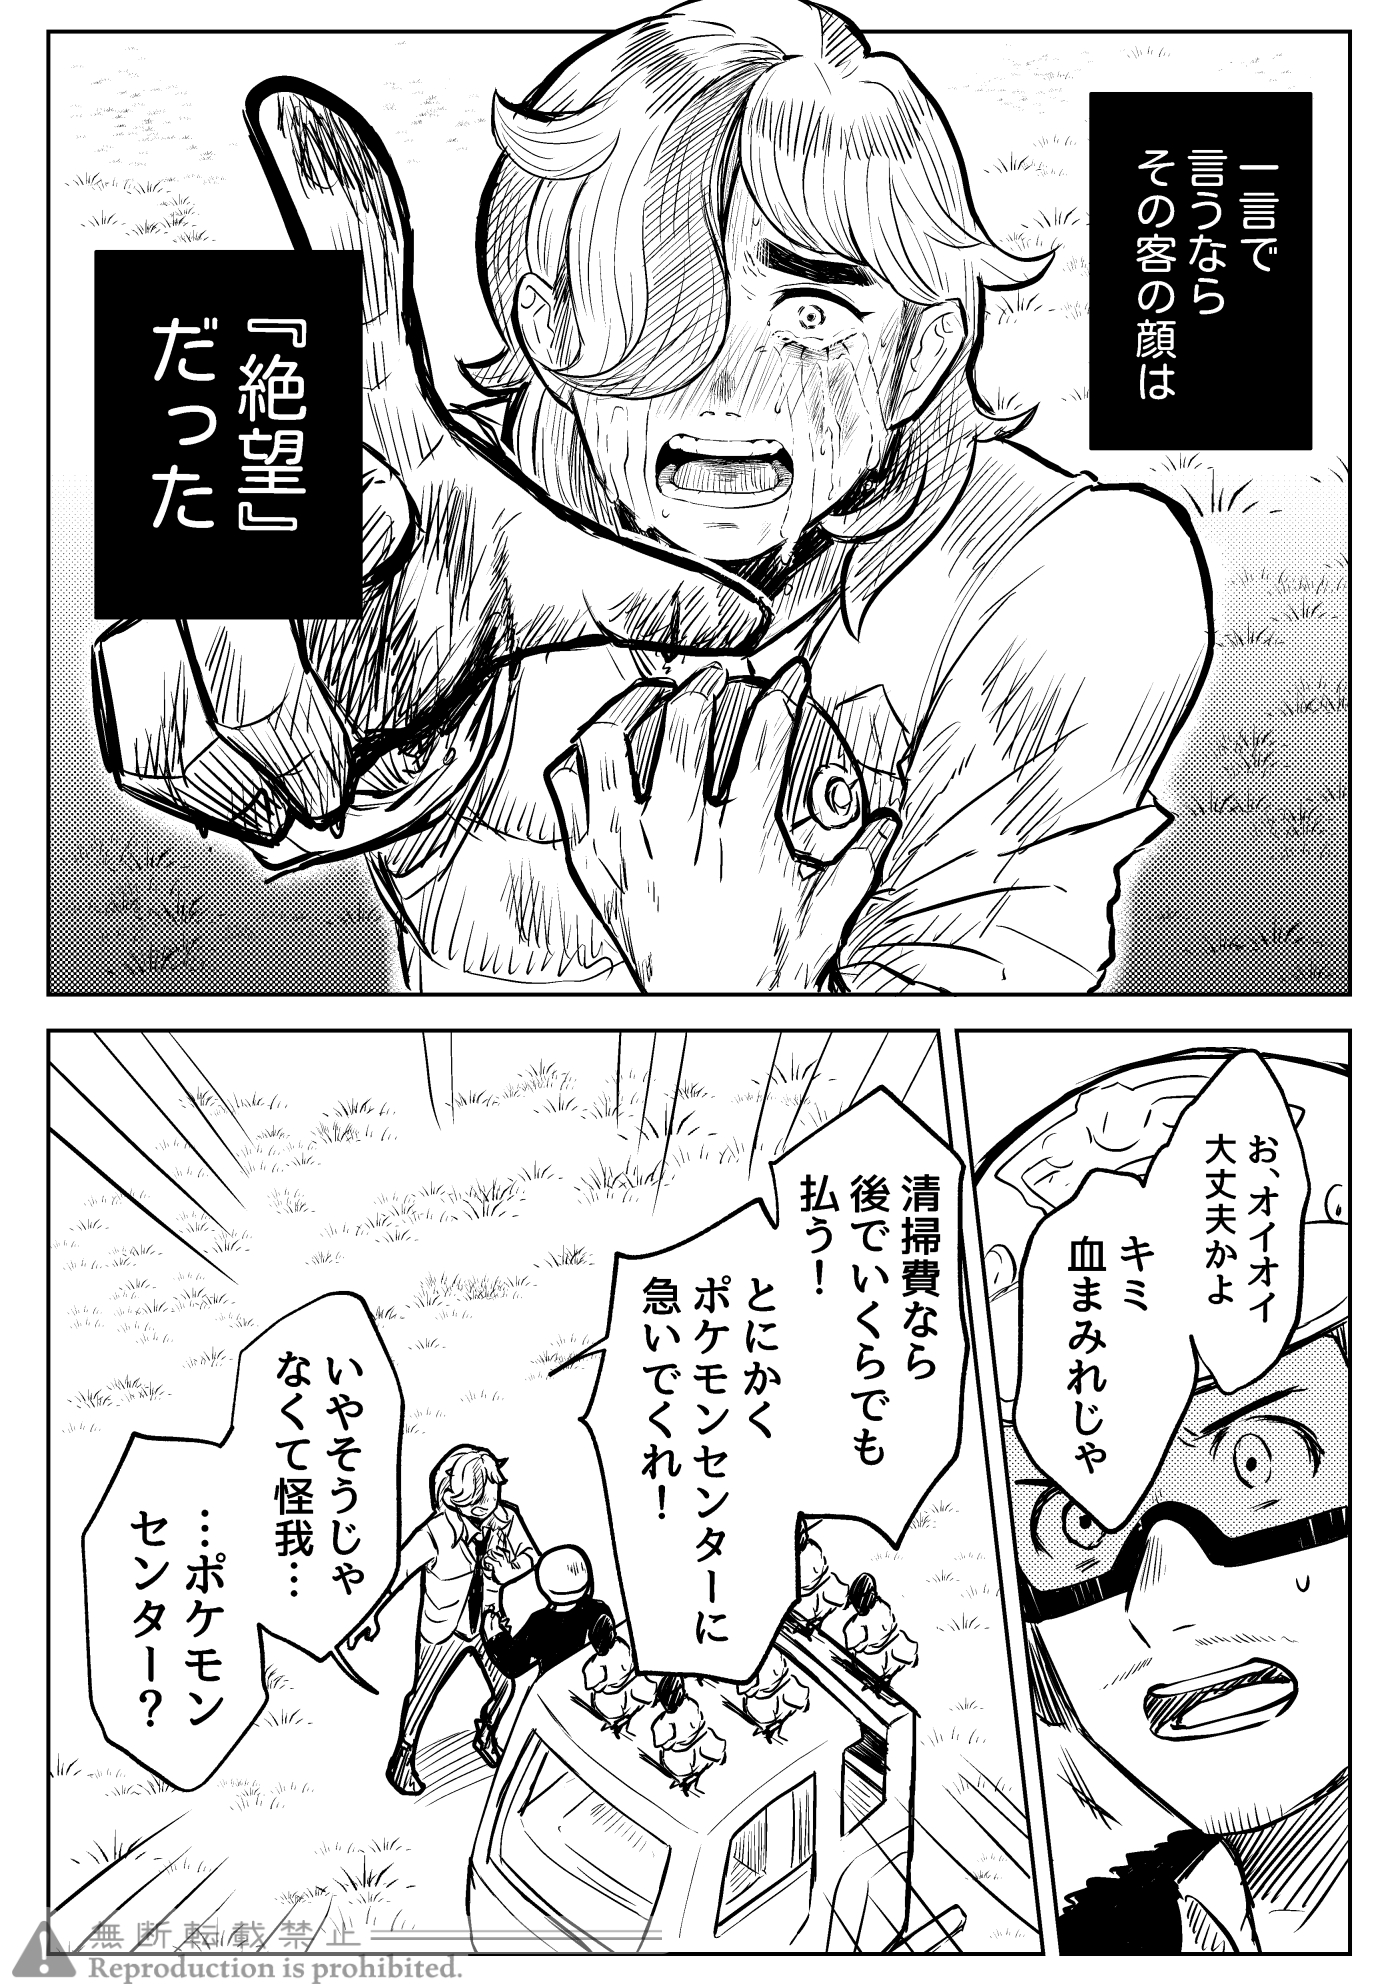 一言で
言うなら
その客の顔は
『絶望』
だった
お、オイオイ
大丈夫かよ
キミ
血まみれじゃ
清掃費なら
後でいくらでも
払う！
とにかく
ポケモンセンターに
急いでくれ！
いやそうじゃ
なくて怪我…
…ポケモン
センター？
無断転載禁止
Reproduction is prohibited.